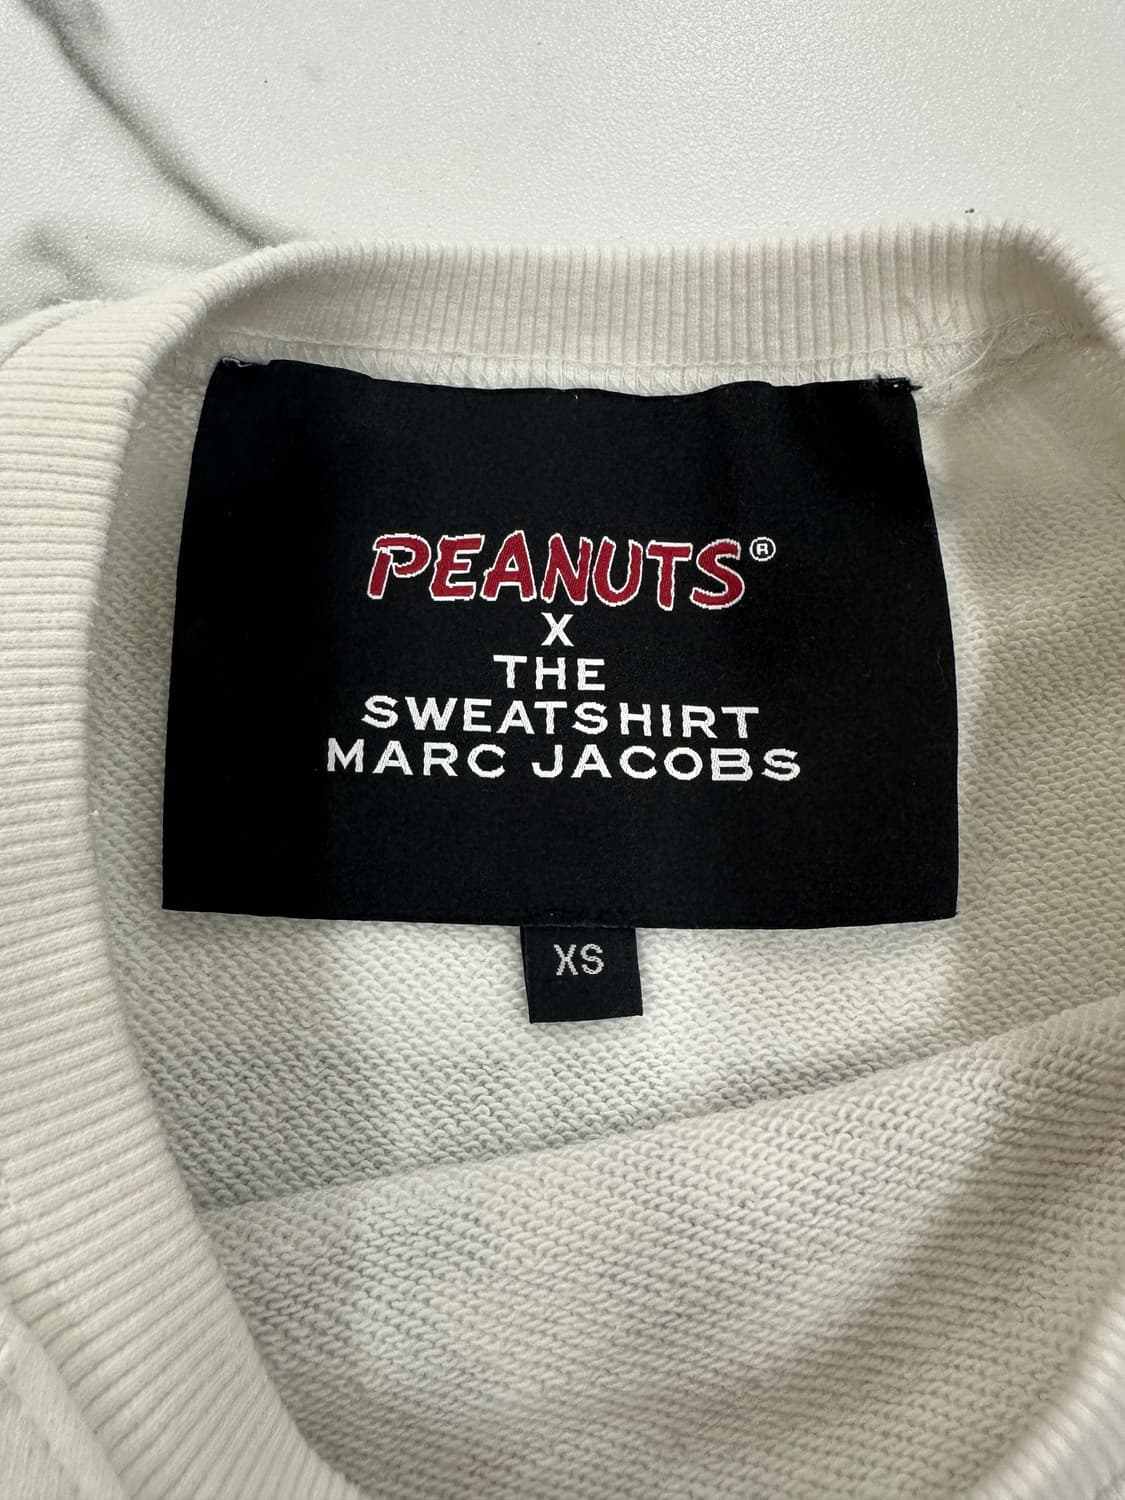 PEANUTS®
X
THE
SWEATSHIRT
MARC JACOBS
XS